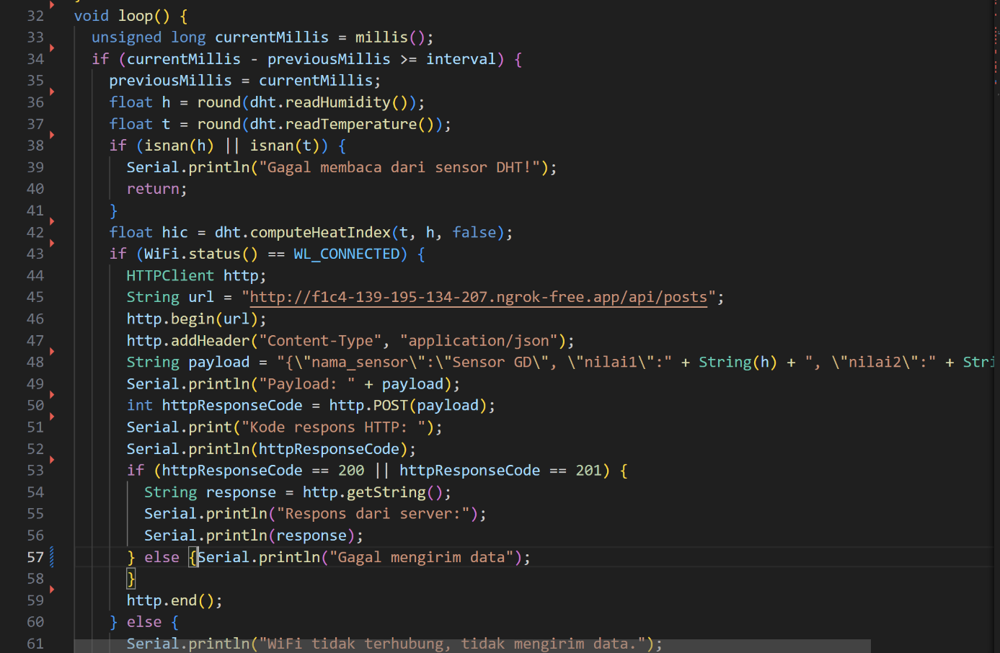 32 void loop() {
33 unsigned long currentMillis = millis();
34 if (currentMillis - previousMillis >= interval) {
35 previousMillis = currentMillis;
36 float h = round(dht.readHumidity());
37 float t = round(dht.readTemperature());
38 if (isnan(h) || isnan(t)) {
39 Serial.println("Gagal membaca dari sensor DHT!");
40 return;
41 }
42 float hic = dht.computeHeatIndex(t, h, false);
43 if (WiFi.status() == WL_CONNECTED) {
44 HTTPClient http;
45 String url = "http://f1c4-139-195-134-207.ngrok-free.app/api/posts";
46 http.begin(url);
47 http.addHeader("Content-Type", "application/json");
48 String payload = "{\"nama_sensor\":\"Sensor GD\", \"nilai1\":" + String(h) + ", \"nilai2\":" + Stri
49 Serial.println("Payload: " + payload);
50 int httpResponseCode = http.POST(payload);
51 Serial.print("Kode respons HTTP: ");
52 Serial.println(httpResponseCode);
53 if (httpResponseCode == 200 || httpResponseCode == 201) {
54 String response = http.getString();
55 Serial.println("Respons dari server:");
56 Serial.println(response);
57 } else {Serial.println("Gagal mengirim data");
58 }
59 http.end();
60 } else {
61 Serial.println("WiFi tidak terhubung, tidak mengirim data.");